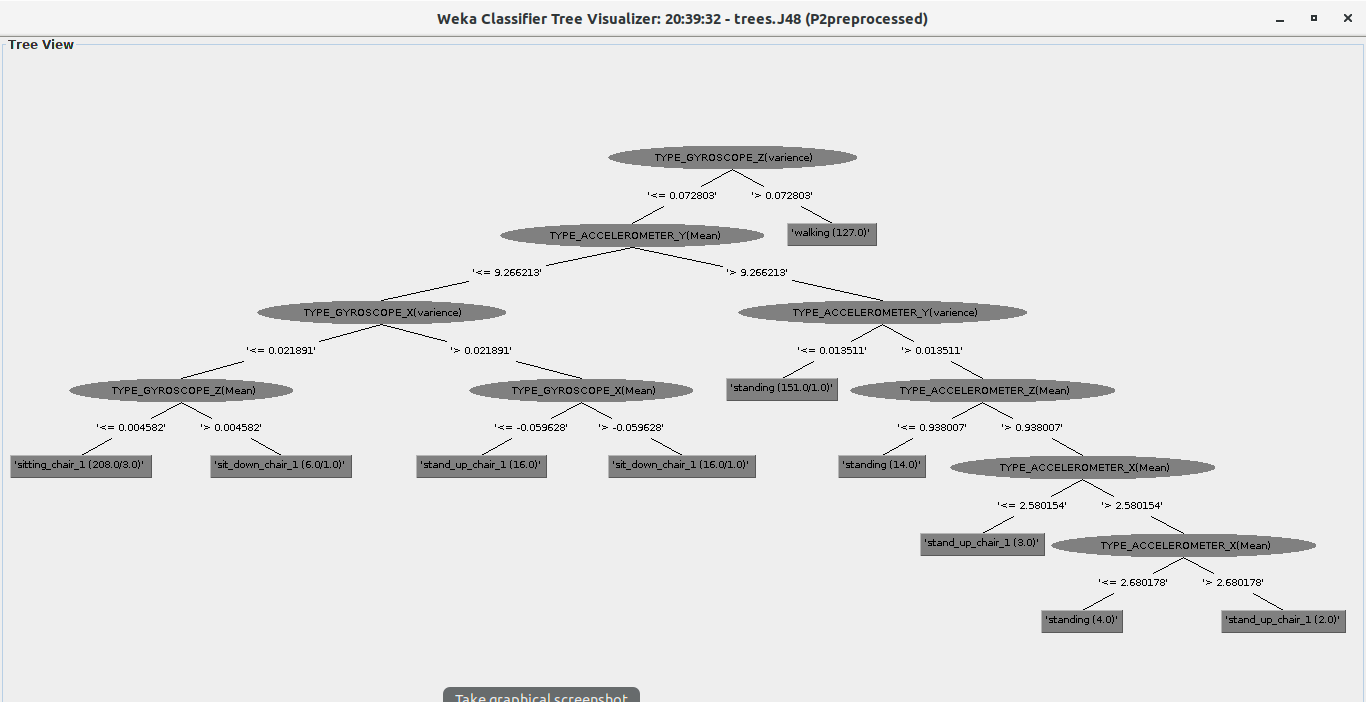 Weka Classifier Tree Visualizer: 20:39:32 - trees.J48 (P2preprocessed)
Tree View
TYPE_GYROSCOPE_Z(varience)
'<= 0.072803' '> 0.072803'
TYPE_ACCELEROMETER_Y(Mean) 'walking (127.0)'
'<= 9.266213' '> 9.266213'
TYPE_GYROSCOPE_X(varience) TYPE_ACCELEROMETER_Y(varience)
'<= 0.021891' '> 0.021891' '<= 0.013511' '> 0.013511'
TYPE_GYROSCOPE_Z(Mean) TYPE_GYROSCOPE_X(Mean) 'standing (151.0/1.0)' TYPE_ACCELEROMETER_Z(Mean)
'<= 0.004582' '> 0.004582' '<= -0.059628' '> -0.059628' '<= 0.938007' '> 0.938007'
'sitting_chair_1 (208.0/3.0)' 'sit_down_chair_1 (6.0/1.0)' 'stand_up_chair_1 (16.0)' 'sit_down_chair_1 (16.0/1.0)' 'standing (14.0)' TYPE_ACCELEROMETER_X(Mean)
'<= 2.580154' '> 2.580154'
'stand_up_chair_1 (3.0)' TYPE_ACCELEROMETER_X(Mean)
'<= 2.680178' '> 2.680178'
'standing (4.0)' 'stand_up_chair_1 (2.0)'
Take graphical screenshot